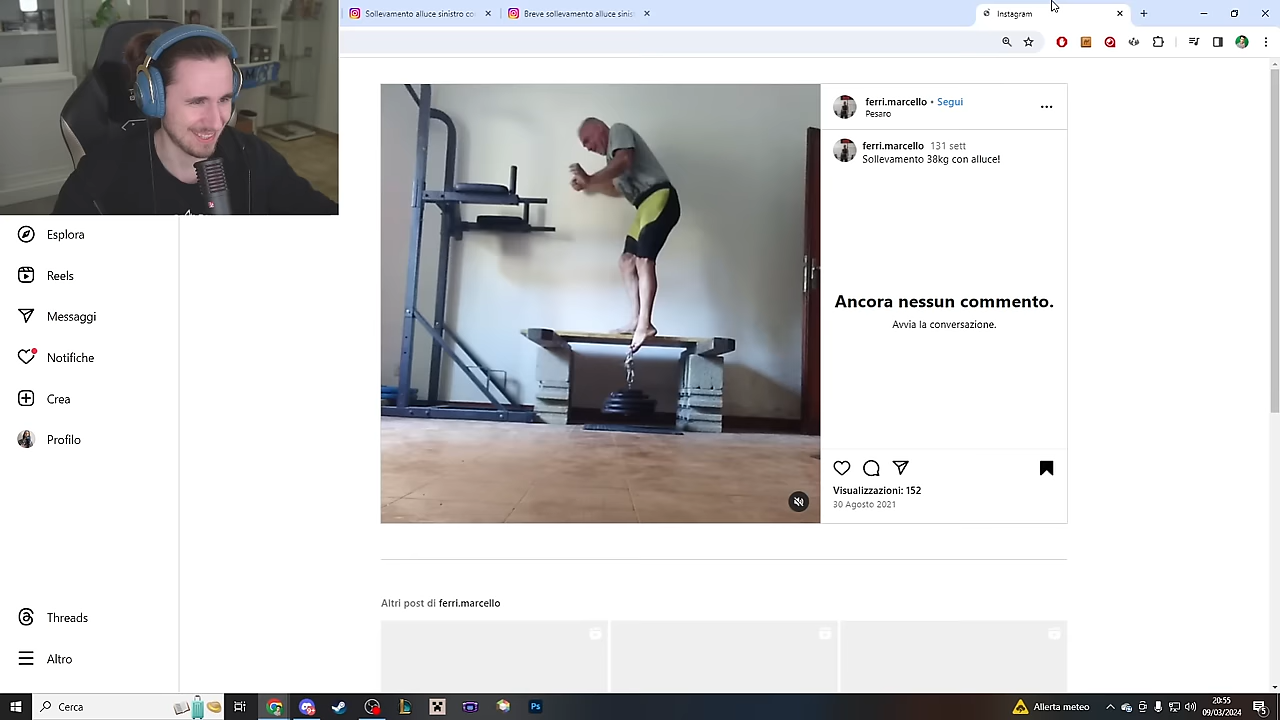 Sollevamento alluce sinis
Breve sollevamento alluce sinis
Instagram
ferri.marcello • Segui
Pesaro
ferri.marcello 131 sett
Sollevamento 38kg con alluce!
Esplora
Reels
Messaggi
Notifiche
Crea
Profilo
Ancora nessun commento.
Avvia la conversazione.
Visualizzazioni: 152
30 Agosto 2021
Altri post di ferri.marcello
Threads
Altro
Cerca
Ps
Allerta meteo
20:55
09/03/2024